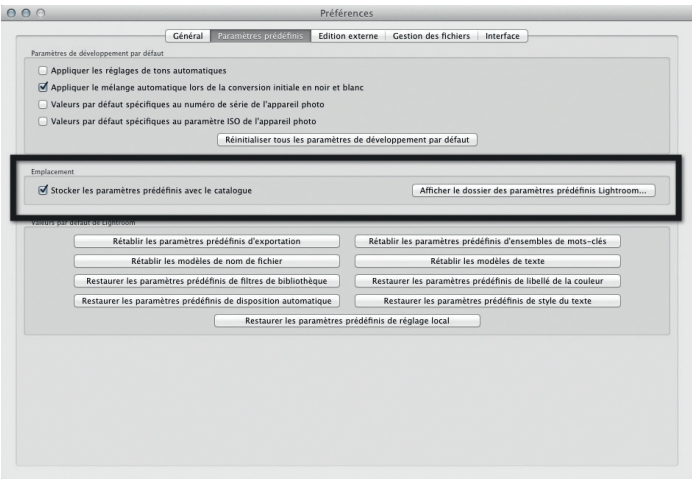 Préférences
Général Paramètres prédéfinis Edition externe Gestion des fichiers Interface
Paramètres de développement par défaut
Appliquer les réglages de tons automatiques
Appliquer le mélange automatique lors de la conversion initiale en noir et blanc
Valeurs par défaut spécifiques au numéro de série de l'appareil photo
Valeurs par défaut spécifiques au paramètre ISO de l'appareil photo
Réinitialiser tous les paramètres de développement par défaut
Emplacement
Stocker les paramètres prédéfinis avec le catalogue Afficher le dossier des paramètres prédéfinis Lightroom...
Valeurs par défaut de Lightroom
Rétablir les paramètres prédéfinis d'exportation Rétablir les paramètres prédéfinis d'ensembles de mots-clés
Rétablir les modèles de nom de fichier Rétablir les modèles de texte
Restaurer les paramètres prédéfinis de filtres de bibliothèque Restaurer les paramètres prédéfinis de libellé de la couleur
Restaurer les paramètres prédéfinis de disposition automatique Restaurer les paramètres prédéfinis de style du texte
Restaurer les paramètres prédéfinis de réglage local